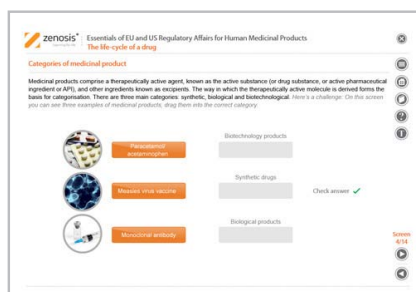 zenosis®
Essentials of EU and US Regulatory Affairs for Human Medicinal Products
The life-cycle of a drug
Categories of medicinal product
Medicinal products comprise a therapeutically active agent, known as the active substance (or drug substance, or active pharmaceutical
ingredient or API), and other ingredients known as excipients. The way in which the therapeutically active molecule is derived forms the
basis for categorisation. There are three main categories: synthetic, biological and biotechnological. Here's a challenge: On this screen
you can see three examples of medicinal products; drag them into the correct category.
Biotechnology products
Paracetamol/
acetaminophen
Synthetic drugs
Measles virus vaccine
Check answer ✓
Biological products
Monoclonal antibody
Screen
4/14